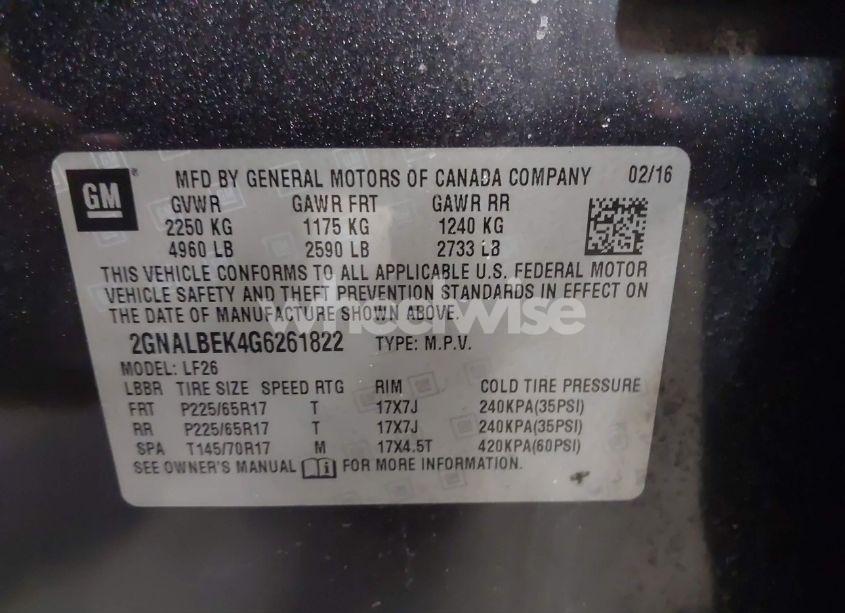 GM
MFD BY GENERAL MOTORS OF CANADA COMPANY 02/16
GVWR GAWR FRT GAWR RR
2250 KG 1175 KG 1240 KG
4960 LB 2590 LB 2733 LB
THIS VEHICLE CONFORMS TO ALL APPLICABLE U.S. FEDERAL MOTOR
VEHICLE SAFETY AND THEFT PREVENTION STANDARDS IN EFFECT ON
THE DATE OF MANUFACTURE SHOWN ABOVE.
wheelwise
2GNALBEK4G6261822 TYPE: M.P.V.
MODEL: LF26
LBBR TIRE SIZE SPEED RTG RIM COLD TIRE PRESSURE
FRT P225/65R17 T 17X7J 240KPA(35PSI)
RR P225/65R17 T 17X7J 240KPA(35PSI)
SPA T145/70R17 M 17X4.5T 420KPA(60PSI)
SEE OWNER'S MANUAL FOR MORE INFORMATION.